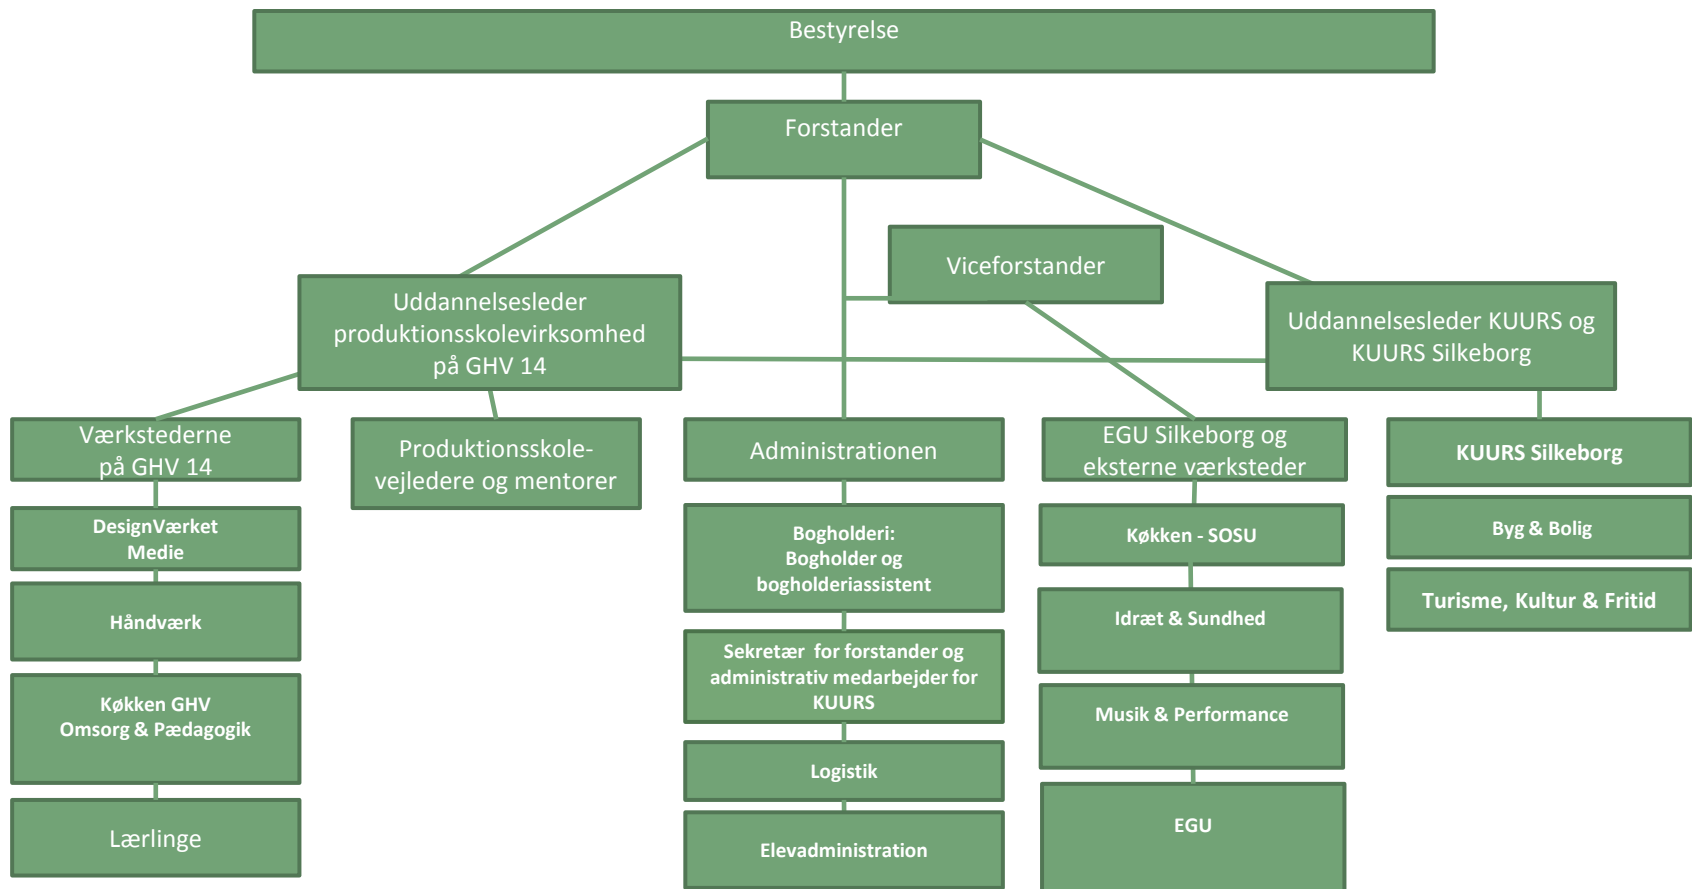 Bestyrelse
Forstander
Viceforstander
Uddannelsesleder
produktionsskolevirksomhed
på GHV 14
Uddannelsesleder KUURS og
KUURS Silkeborg
Værkstederne
på GHV 14
Produktionsskole-
vejledere og mentorer
Administrationen
EGU Silkeborg og
eksterne værksteder
KUURS Silkeborg
DesignVærket
Medie
Håndværk
Køkken GHV
Omsorg & Pædagogik
Lærlinge
Bogholderi:
Bogholder og
bogholderiassistent
Sekretær  for forstander og
administrativ medarbejder for
KUURS
Logistik
Elevadministration
Køkken - SOSU
Idræt & Sundhed
Musik & Performance
EGU
Byg & Bolig
Turisme, Kultur & Fritid